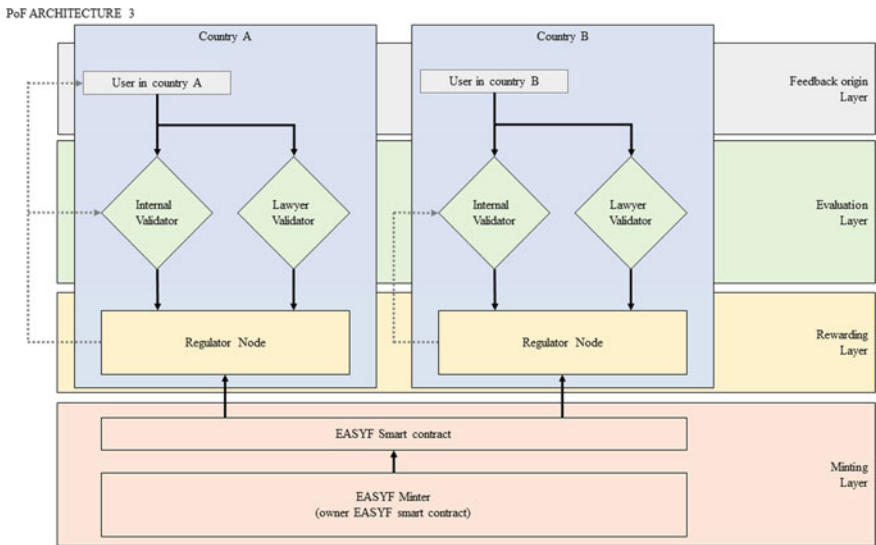 PoF ARCHITECTURE 3
Country A
Country B
User in country A
User in country B
Feedback origin
Layer
Internal
Validator
Lawyer
Validator
Internal
Validator
Lawyer
Validator
Evaluation
Layer
Regulator Node
Regulator Node
Rewarding
Layer
EASYF Smart contract
EASYF Minter
(owner EASYF smart contract)
Minting
Layer